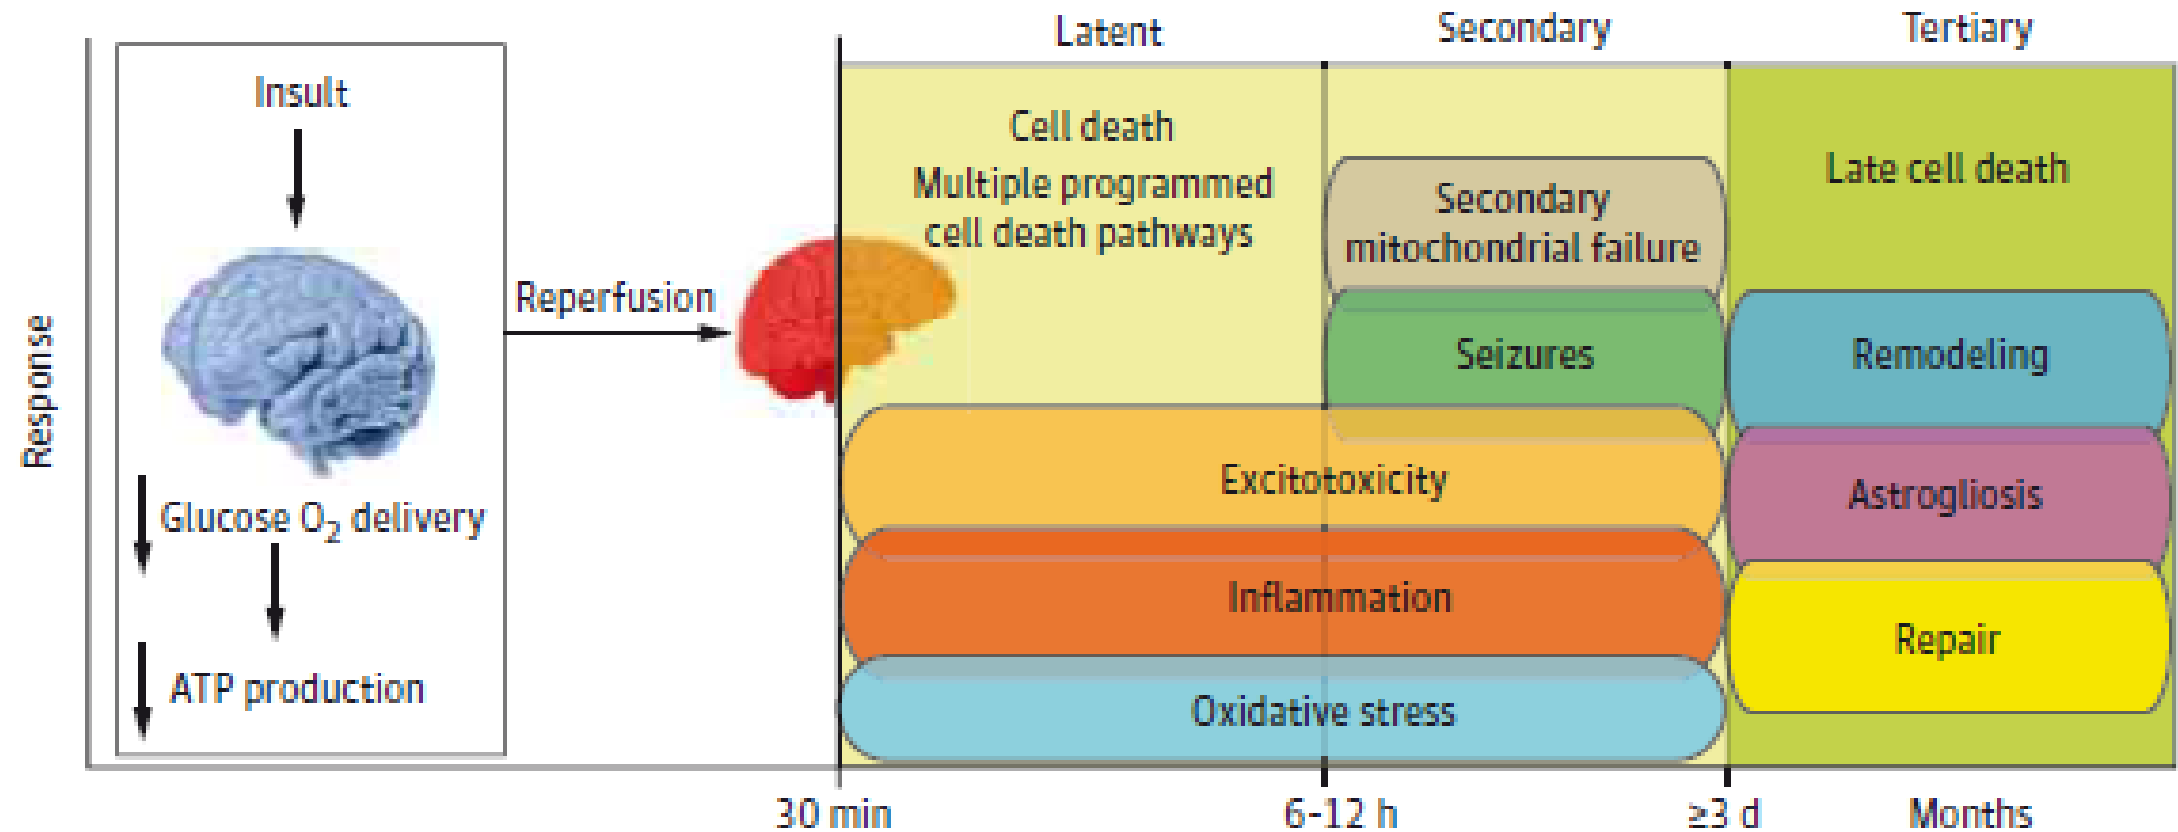 Latent
Secondary
Tertiary
Response
Insult
Glucose O₂ delivery
ATP production
Reperfusion
Cell death
Multiple programmed
cell death pathways
Secondary
mitochondrial failure
Seizures
Excitotoxicity
Inflammation
Oxidative stress
Late cell death
Remodeling
Astrogliosis
Repair
30 min
6-12 h
≥3 d
Months